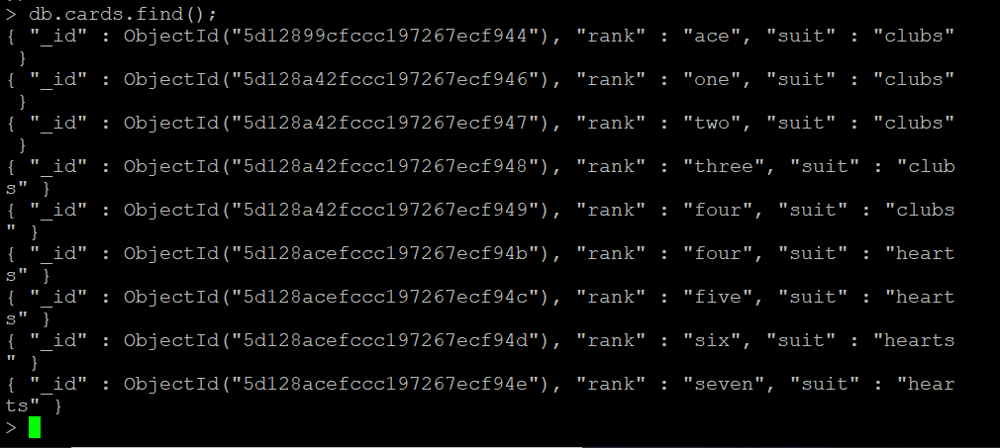 > db.cards.find();
{ "_id" : ObjectId("5d12899cfccc197267ecf944"), "rank" : "ace", "suit" : "clubs"
 }
{ "_id" : ObjectId("5d128a42fccc197267ecf946"), "rank" : "one", "suit" : "clubs"
 }
{ "_id" : ObjectId("5d128a42fccc197267ecf947"), "rank" : "two", "suit" : "clubs"
 }
{ "_id" : ObjectId("5d128a42fccc197267ecf948"), "rank" : "three", "suit" : "club
s" }
{ "_id" : ObjectId("5d128a42fccc197267ecf949"), "rank" : "four", "suit" : "clubs
" }
{ "_id" : ObjectId("5d128acefccc197267ecf94b"), "rank" : "four", "suit" : "heart
s" }
{ "_id" : ObjectId("5d128acefccc197267ecf94c"), "rank" : "five", "suit" : "heart
s" }
{ "_id" : ObjectId("5d128acefccc197267ecf94d"), "rank" : "six", "suit" : "hearts
" }
{ "_id" : ObjectId("5d128acefccc197267ecf94e"), "rank" : "seven", "suit" : "hear
ts" }
>